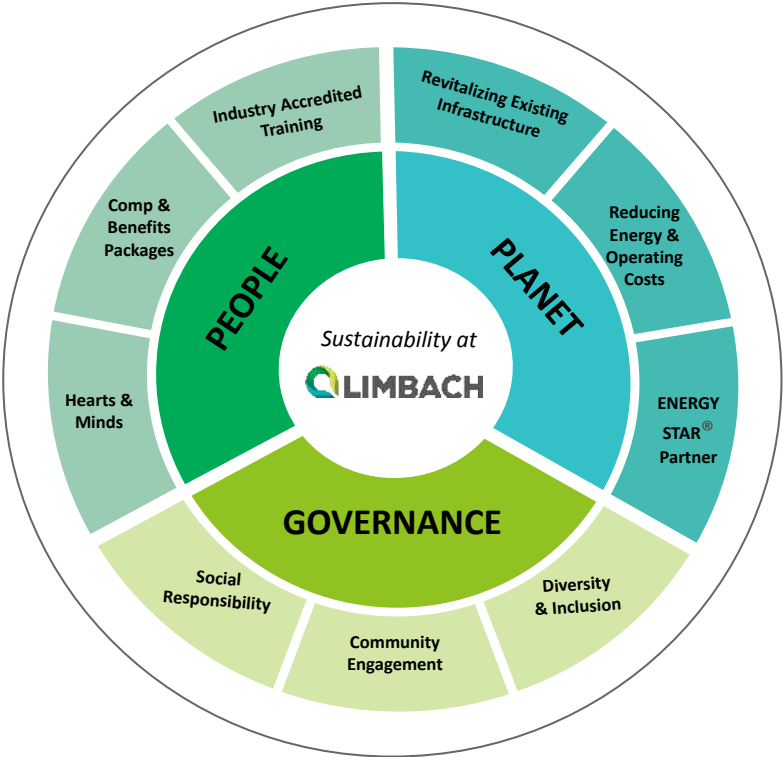 Sustainability at
LIMBACH
PEOPLE
Industry Accredited
Training
Comp &
Benefits
Packages
Hearts &
Minds
PLANET
Revitalizing Existing
Infrastructure
Reducing
Energy &
Operating
Costs
ENERGY
STAR®
Partner
GOVERNANCE
Social
Responsibility
Community
Engagement
Diversity
& Inclusion